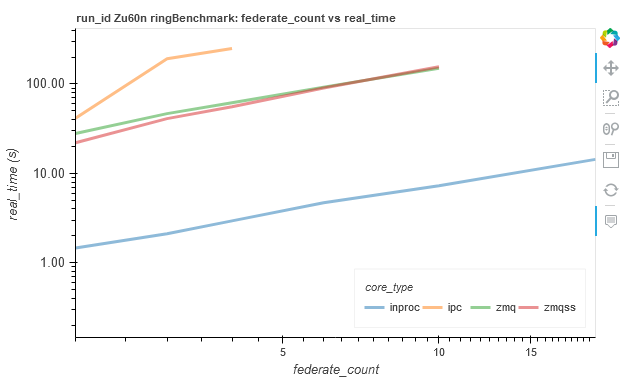 run_id Zu60n ringBenchmark: federate_count vs real_time
100.00
10.00
1.00
real_time (s)
5
10
15
federate_count
core_type
inproc
ipc
zmq
zmqss